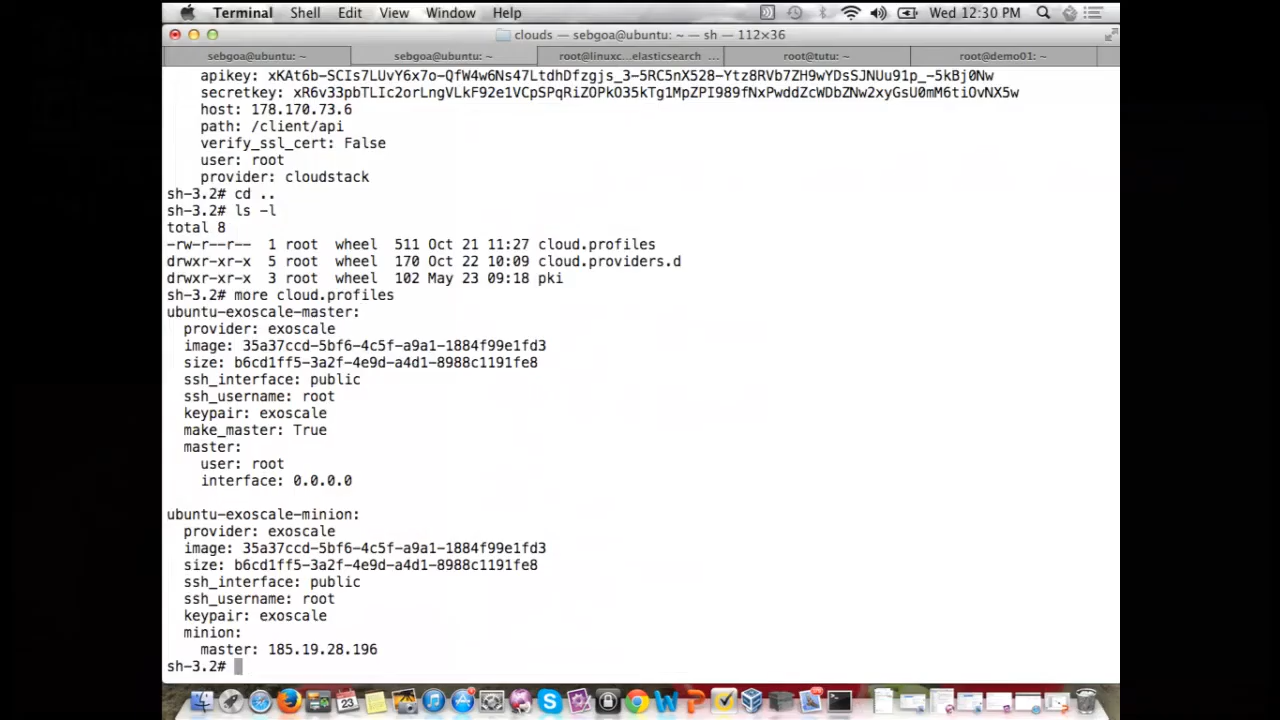 Terminal Shell Edit View Window Help Wed 12:30 PM
clouds — sebgoa@ubuntu: ~ — sh — 112×36
sebgoa@ubuntu: ~ sebgoa@ubuntu: ~ root@linuxc...elasticsearch ... root@tutu: ~ root@demo01: ~
apikey: xKAt6b-SCIs7LUvY6x7o-QfW4w6Ns47LtdhDfzgjs_3-5RC5nX528-Ytz8RVb7ZH9wYDsSJNUu91p_-5kBj0Nw
secretkey: xR6v33pbTLIc2orLngVLkF92e1VCpSPqRiZOPkO35kTg1MpZPI989fNxPwddZcWDbZNw2xyGsU0mM6tiOvNX5w
host: 178.170.73.6
path: /client/api
verify_ssl_cert: False
user: root
provider: cloudstack
sh-3.2# cd ..
sh-3.2# ls -l
total 8
-rw-r--r-- 1 root wheel 511 Oct 21 11:27 cloud.profiles
drwxr-xr-x 5 root wheel 170 Oct 22 10:09 cloud.providers.d
drwxr-xr-x 3 root wheel 102 May 23 09:18 pki
sh-3.2# more cloud.profiles
ubuntu-exoscale-master:
provider: exoscale
image: 35a37ccd-5bf6-4c5f-a9a1-1884f99e1fd3
size: b6cd1ff5-3a2f-4e9d-a4d1-8988c1191fe8
ssh_interface: public
ssh_username: root
keypair: exoscale
make_master: True
master:
user: root
interface: 0.0.0.0
ubuntu-exoscale-minion:
provider: exoscale
image: 35a37ccd-5bf6-4c5f-a9a1-1884f99e1fd3
size: b6cd1ff5-3a2f-4e9d-a4d1-8988c1191fe8
ssh_interface: public
ssh_username: root
keypair: exoscale
minion:
master: 185.19.28.196
sh-3.2#